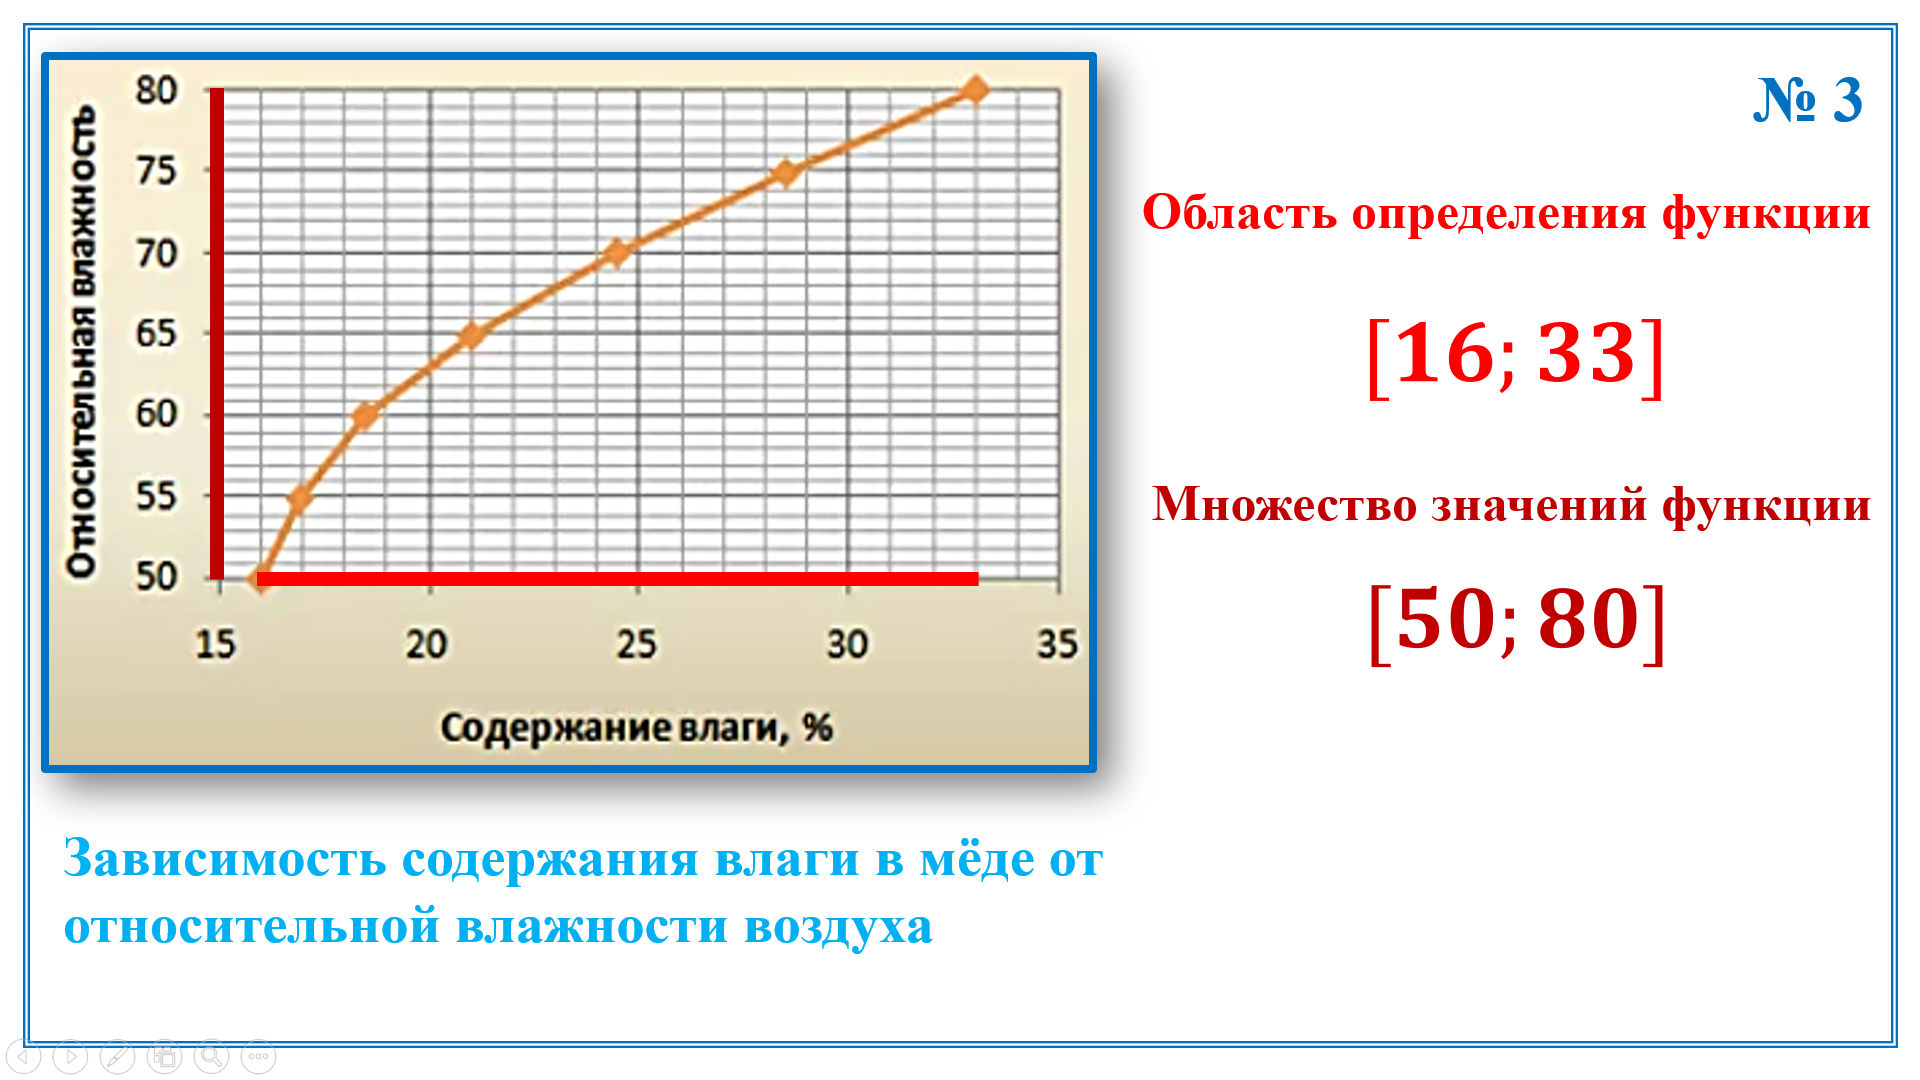 № 3
80
75
70
65
60
55
50
Относительная влажность
15 20 25 30 35
Содержание влаги, %
Область определения функции
[16; 33]
Множество значений функции
[50; 80]
Зависимость содержания влаги в мёде от
относительной влажности воздуха